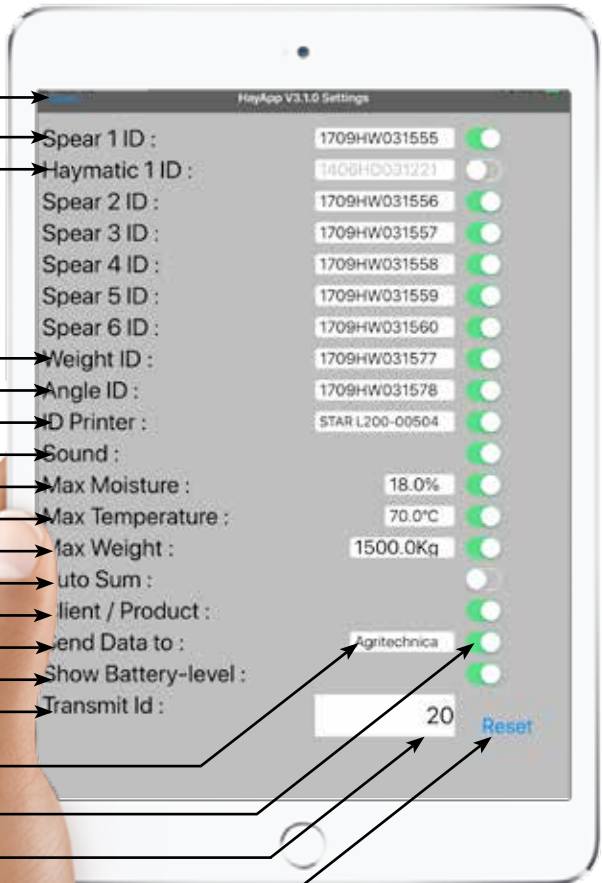 HayApp V3.1.0 Settings
Spear 1 ID : 1709HW031555
Haymatic 1 ID : 1406HD031221
Spear 2 ID : 1709HW031556
Spear 3 ID : 1709HW031557
Spear 4 ID : 1709HW031558
Spear 5 ID : 1709HW031559
Spear 6 ID : 1709HW031560
Weight ID : 1709HW031577
Angle ID : 1709HW031578
ID Printer : STAR L200-00504
Sound :
Max Moisture : 18.0%
Max Temperature : 70.0°C
Max Weight : 1500.0Kg
Auto Sum :
Client / Product :
Send Data to : Agritechnica
Show Battery-level :
Transmit Id : 20
Reset